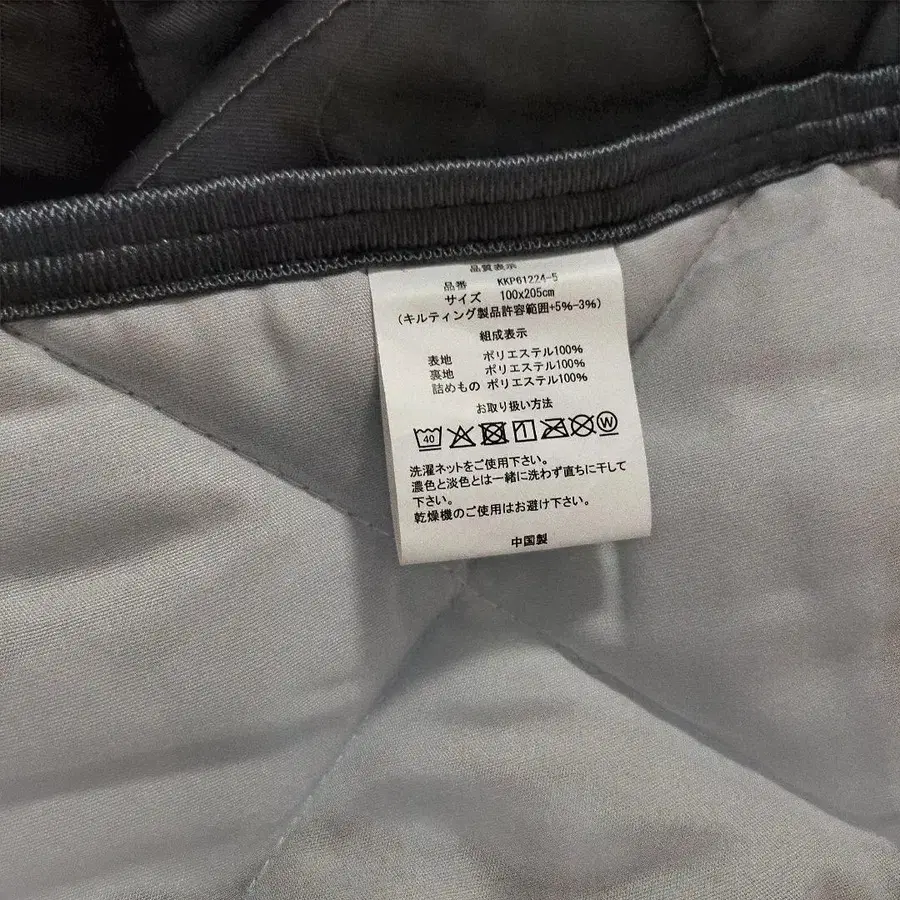 品質表示
品番 KKP61224-5
サイズ 100x205cm
(キルティング製品許容範囲+5%-3%)
組成表示
表地 ポリエステル100%
裏地 ポリエステル100%
詰めもの ポリエステル100%
お取り扱い方法
40 W
洗濯ネットをご使用下さい。
濃色と淡色とは一緒に洗わず直ちに干して
下さい。
乾燥機のご使用はお避け下さい。
中国製